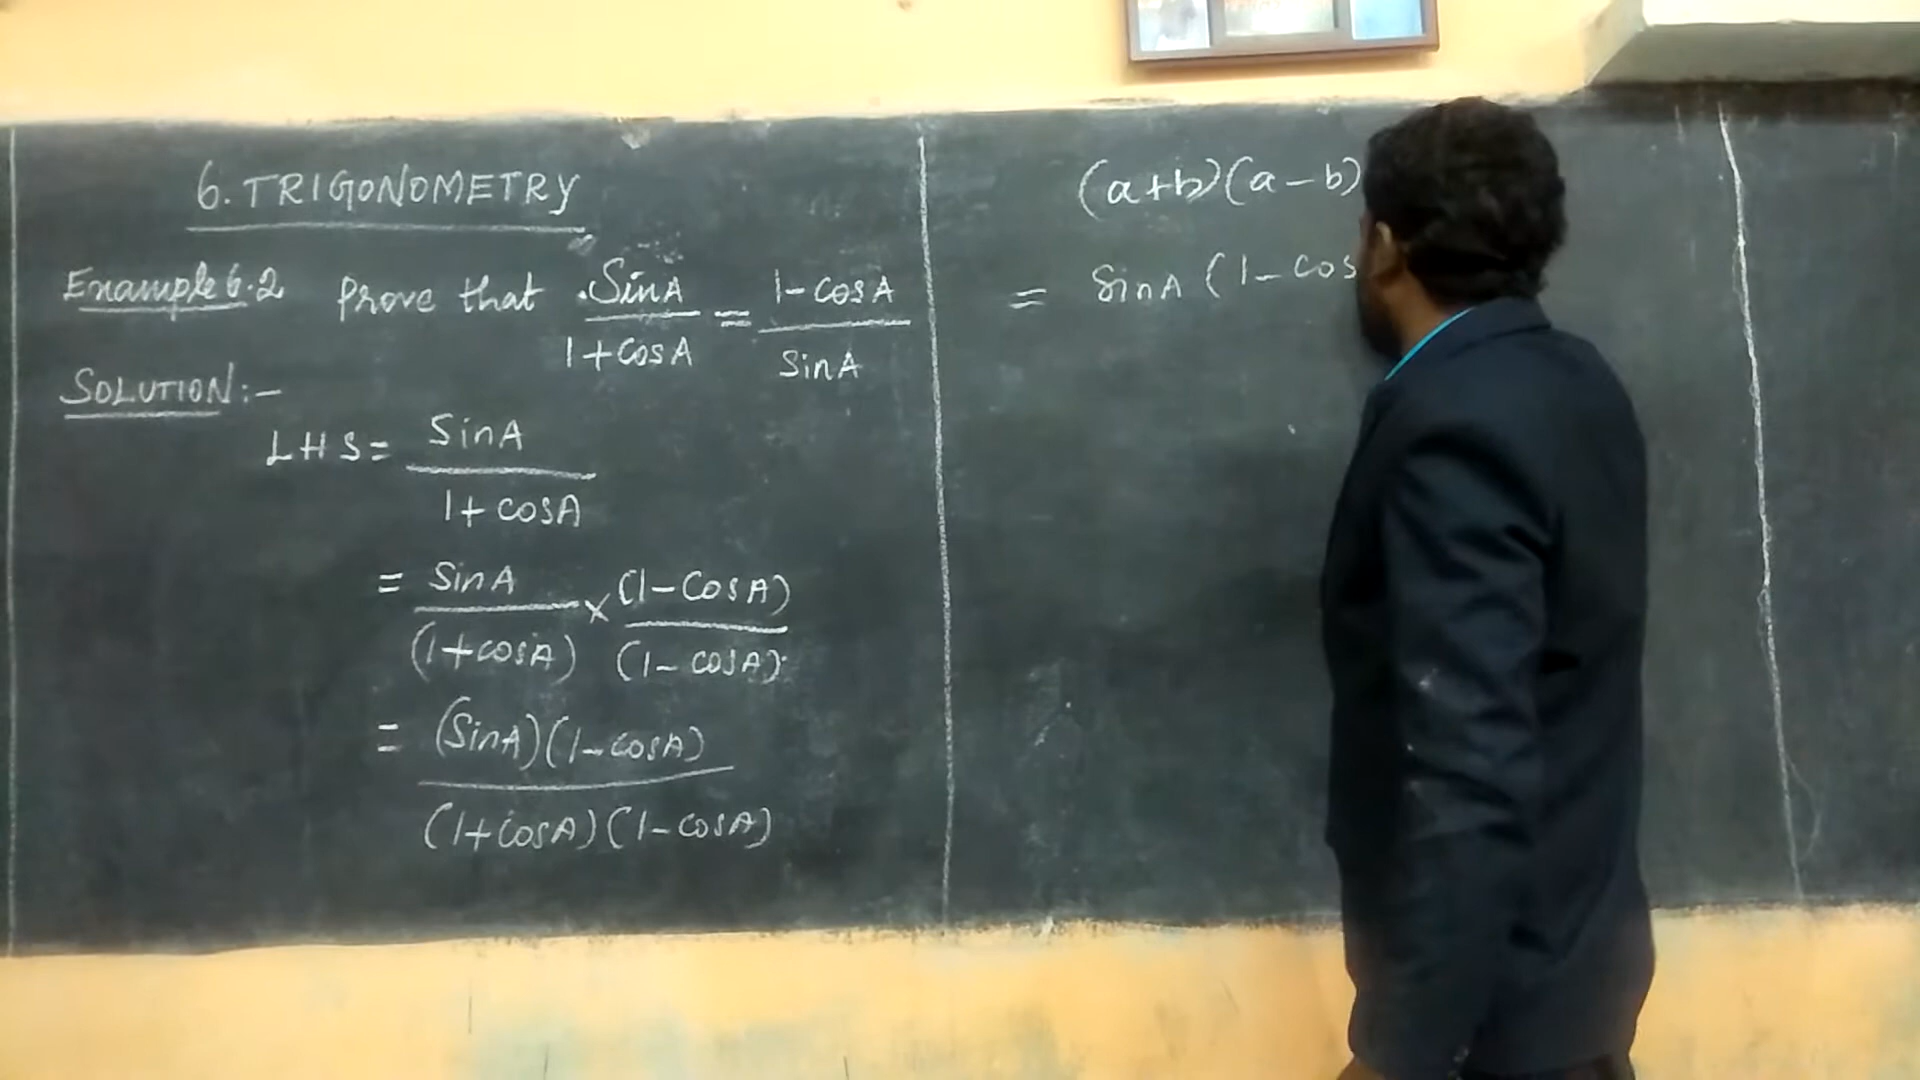 6. TRIGONOMETRY
Example 6.2 Prove that SinA / 1+CosA = 1-cosA / SinA
SOLUTION:-
LHS = SinA / 1+cosA
= SinA / (1+cosA) × (1-CosA) / (1-cosA)
= (SinA)(1-cosA) / (1+cosA)(1-cosA)
(a+b)(a-b)
= SinA (1-cos